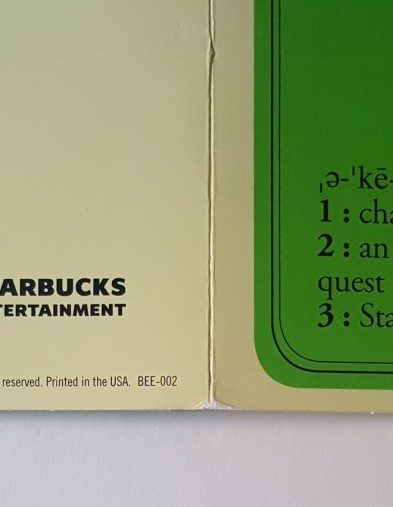 ARBUCKS
TERTAINMENT
reserved. Printed in the USA. BEE-002
ˌə-ˈkē-
1 : cha
2 : an
quest
3 : Sta